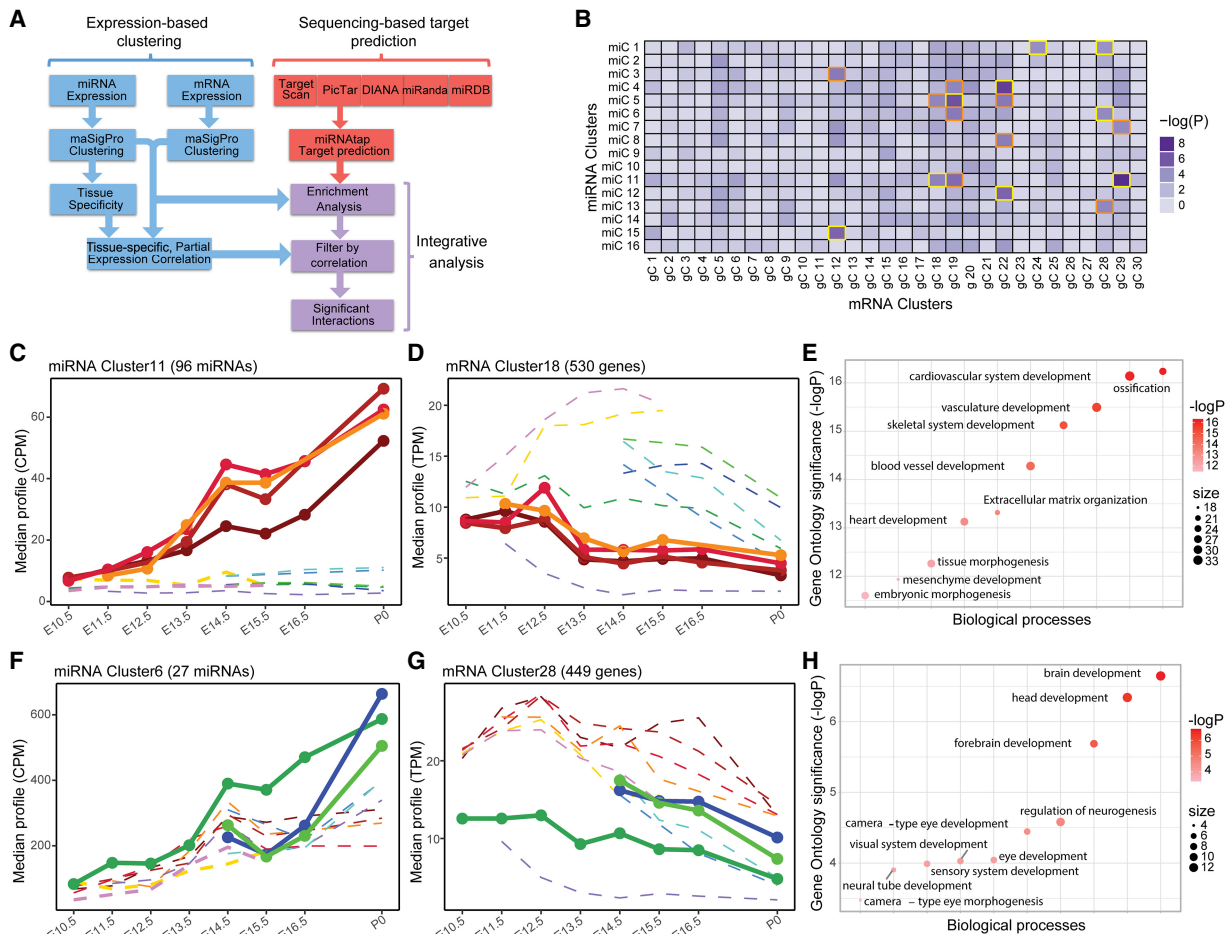 A
Expression-based
clustering
Sequencing-based target
prediction
miRNA
Expression
mRNA
Expression
Target
Scan
PicTar
DIANA
miRanda
miRDB
maSigPro
Clustering
maSigPro
Clustering
miRNAtap
Target prediction
Tissue
Specificity
Enrichment
Analysis
Tissue-specific, Partial
Expression Correlation
Filter by
correlation
Integrative
analysis
Significant
Interactions
B
miRNA Clusters
miC 1
miC 2
miC 3
miC 4
miC 5
miC 6
miC 7
miC 8
miC 9
miC 10
miC 11
miC 12
miC 13
miC 14
miC 15
miC 16
gC 1
gC 2
gC 3
gC 4
gC 5
gC 6
gC 7
gC 8
gC 9
gC 10
gC 11
gC 12
gC 13
gC 14
gC 15
gC 16
gC 17
gC 18
gC 19
g 20
gC 21
gC 22
gC 23
gC 24
gC 25
gC 26
gC 27
gC 28
gC 29
gC 30
mRNA Clusters
−log(P)
8
6
4
2
0
C
miRNA Cluster11 (96 miRNAs)
Median profile (CPM)
60
40
20
0
E10.5
E11.5
E12.5
E13.5
E14.5
E15.5
E16.5
P0
D
mRNA Cluster18 (530 genes)
Median profile (TPM)
20
15
10
5
E10.5
E11.5
E12.5
E13.5
E14.5
E15.5
E16.5
P0
E
Gene Ontology significance (-logP)
16
15
14
13
12
cardiovascular system development
ossification
vasculature development
skeletal system development
blood vessel development
Extracellular matrix organization
heart development
tissue morphogenesis
mesenchyme development
embryonic morphogenesis
Biological processes
-logP
16
15
14
13
12
size
18
21
24
27
30
33
F
miRNA Cluster6 (27 miRNAs)
Median profile (CPM)
600
400
200
E10.5
E11.5
E12.5
E13.5
E14.5
E15.5
E16.5
P0
G
mRNA Cluster28 (449 genes)
Median profile (TPM)
20
10
E10.5
E11.5
E12.5
E13.5
E14.5
E15.5
E16.5
P0
H
Gene Ontology significance (-logP)
6
5
4
brain development
head development
forebrain development
regulation of neurogenesis
camera -type eye development
visual system development
eye development
sensory system development
neural tube development
camera - type eye morphogenesis
Biological processes
-logP
6
5
4
size
4
6
8
10
12